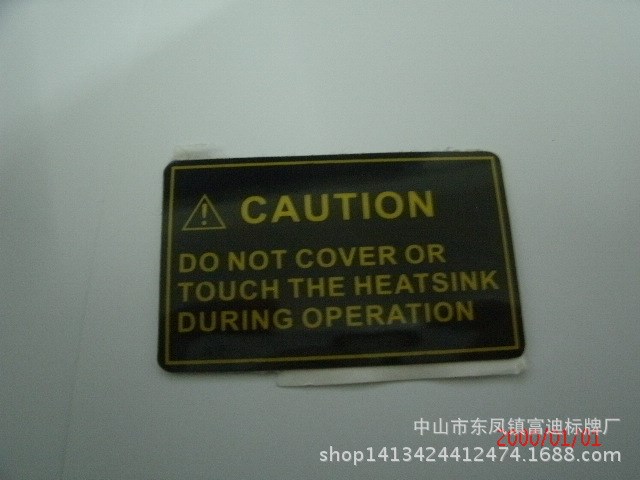 CAUTION
DO NOT COVER OR
TOUCH THE HEATSINK
DURING OPERATION
中山市东凤镇富迪标牌厂
2000/01/01
shop1413424412474.1688.com